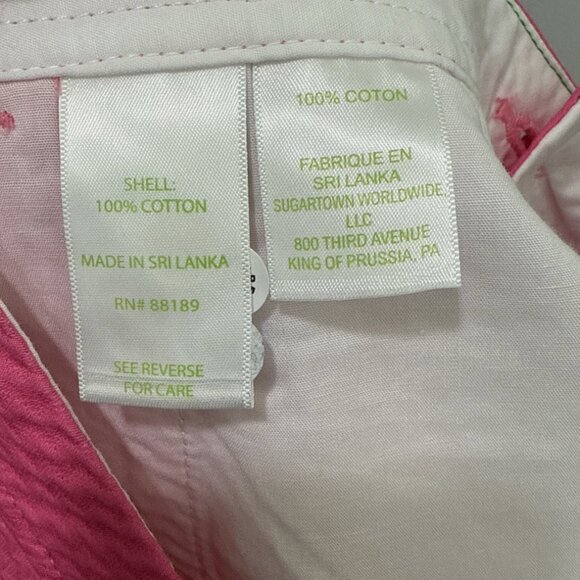 SHELL:
100% COTTON
MADE IN SRI LANKA
RN# 88189
SEE REVERSE
FOR CARE
100% COTON
FABRIQUE EN
SRI LANKA
SUGARTOWN WORLDWIDE
LLC
800 THIRD AVENUE
KING OF PRUSSIA, PA